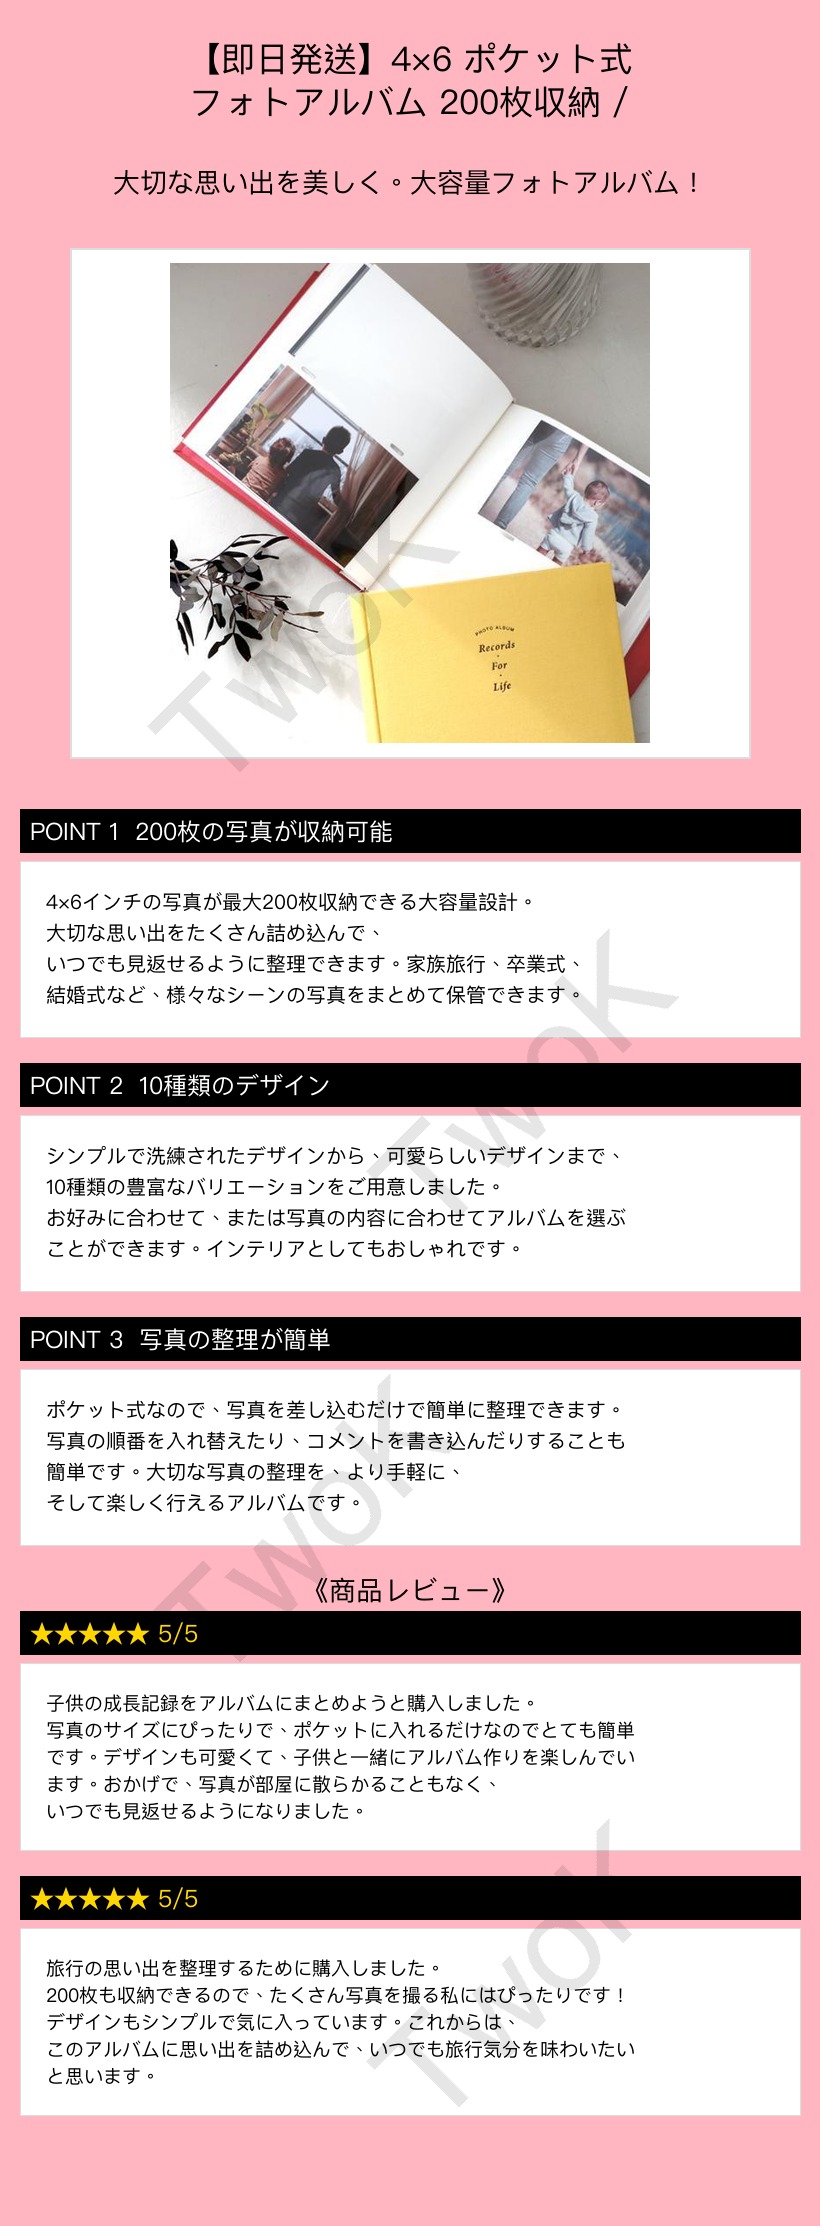 【即日発送】4×6 ポケット式
フォトアルバム 200枚収納 /
大切な思い出を美しく。大容量フォトアルバム！
PHOTO ALBUM
Records
For
Life
TwoK
POINT 1 200枚の写真が収納可能
4×6インチの写真が最大200枚収納できる大容量設計。
大切な思い出をたくさん詰め込んで、
いつでも見返せるように整理できます。家族旅行、卒業式、
結婚式など、様々なシーンの写真をまとめて保管できます。
TwoK
POINT 2 10種類のデザイン
シンプルで洗練されたデザインから、可愛らしいデザインまで、
10種類の豊富なバリエーションをご用意しました。
お好みに合わせて、または写真の内容に合わせてアルバムを選ぶ
ことができます。インテリアとしてもおしゃれです。
POINT 3 写真の整理が簡単
ポケット式なので、写真を差し込むだけで簡単に整理できます。
写真の順番を入れ替えたり、コメントを書き込んだりすることも
簡単です。大切な写真の整理を、より手軽に、
そして楽しく行えるアルバムです。
TwoK
《商品レビュー》
★★★★★ 5/5
子供の成長記録をアルバムにまとめようと購入しました。
写真のサイズにぴったりで、ポケットに入れるだけなのでとても簡単
です。デザインも可愛くて、子供と一緒にアルバム作りを楽しんでい
ます。おかげで、写真が部屋に散らかることもなく、
いつでも見返せるようになりました。
★★★★★ 5/5
旅行の思い出を整理するために購入しました。
200枚も収納できるので、たくさん写真を撮る私にはぴったりです！
デザインもシンプルで気に入っています。これからは、
このアルバムに思い出を詰め込んで、いつでも旅行気分を味わいたい
と思います。
TwoK